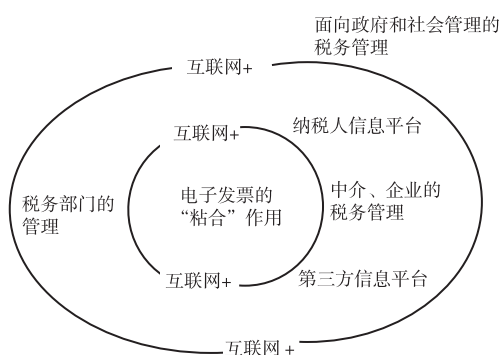 面向政府和社会管理的
税务管理
互联网+
互联网+
纳税人信息平台
税务部门的
管理
电子发票的
“粘合”作用
中介、企业的
税务管理
互联网+
第三方信息平台
互联网+